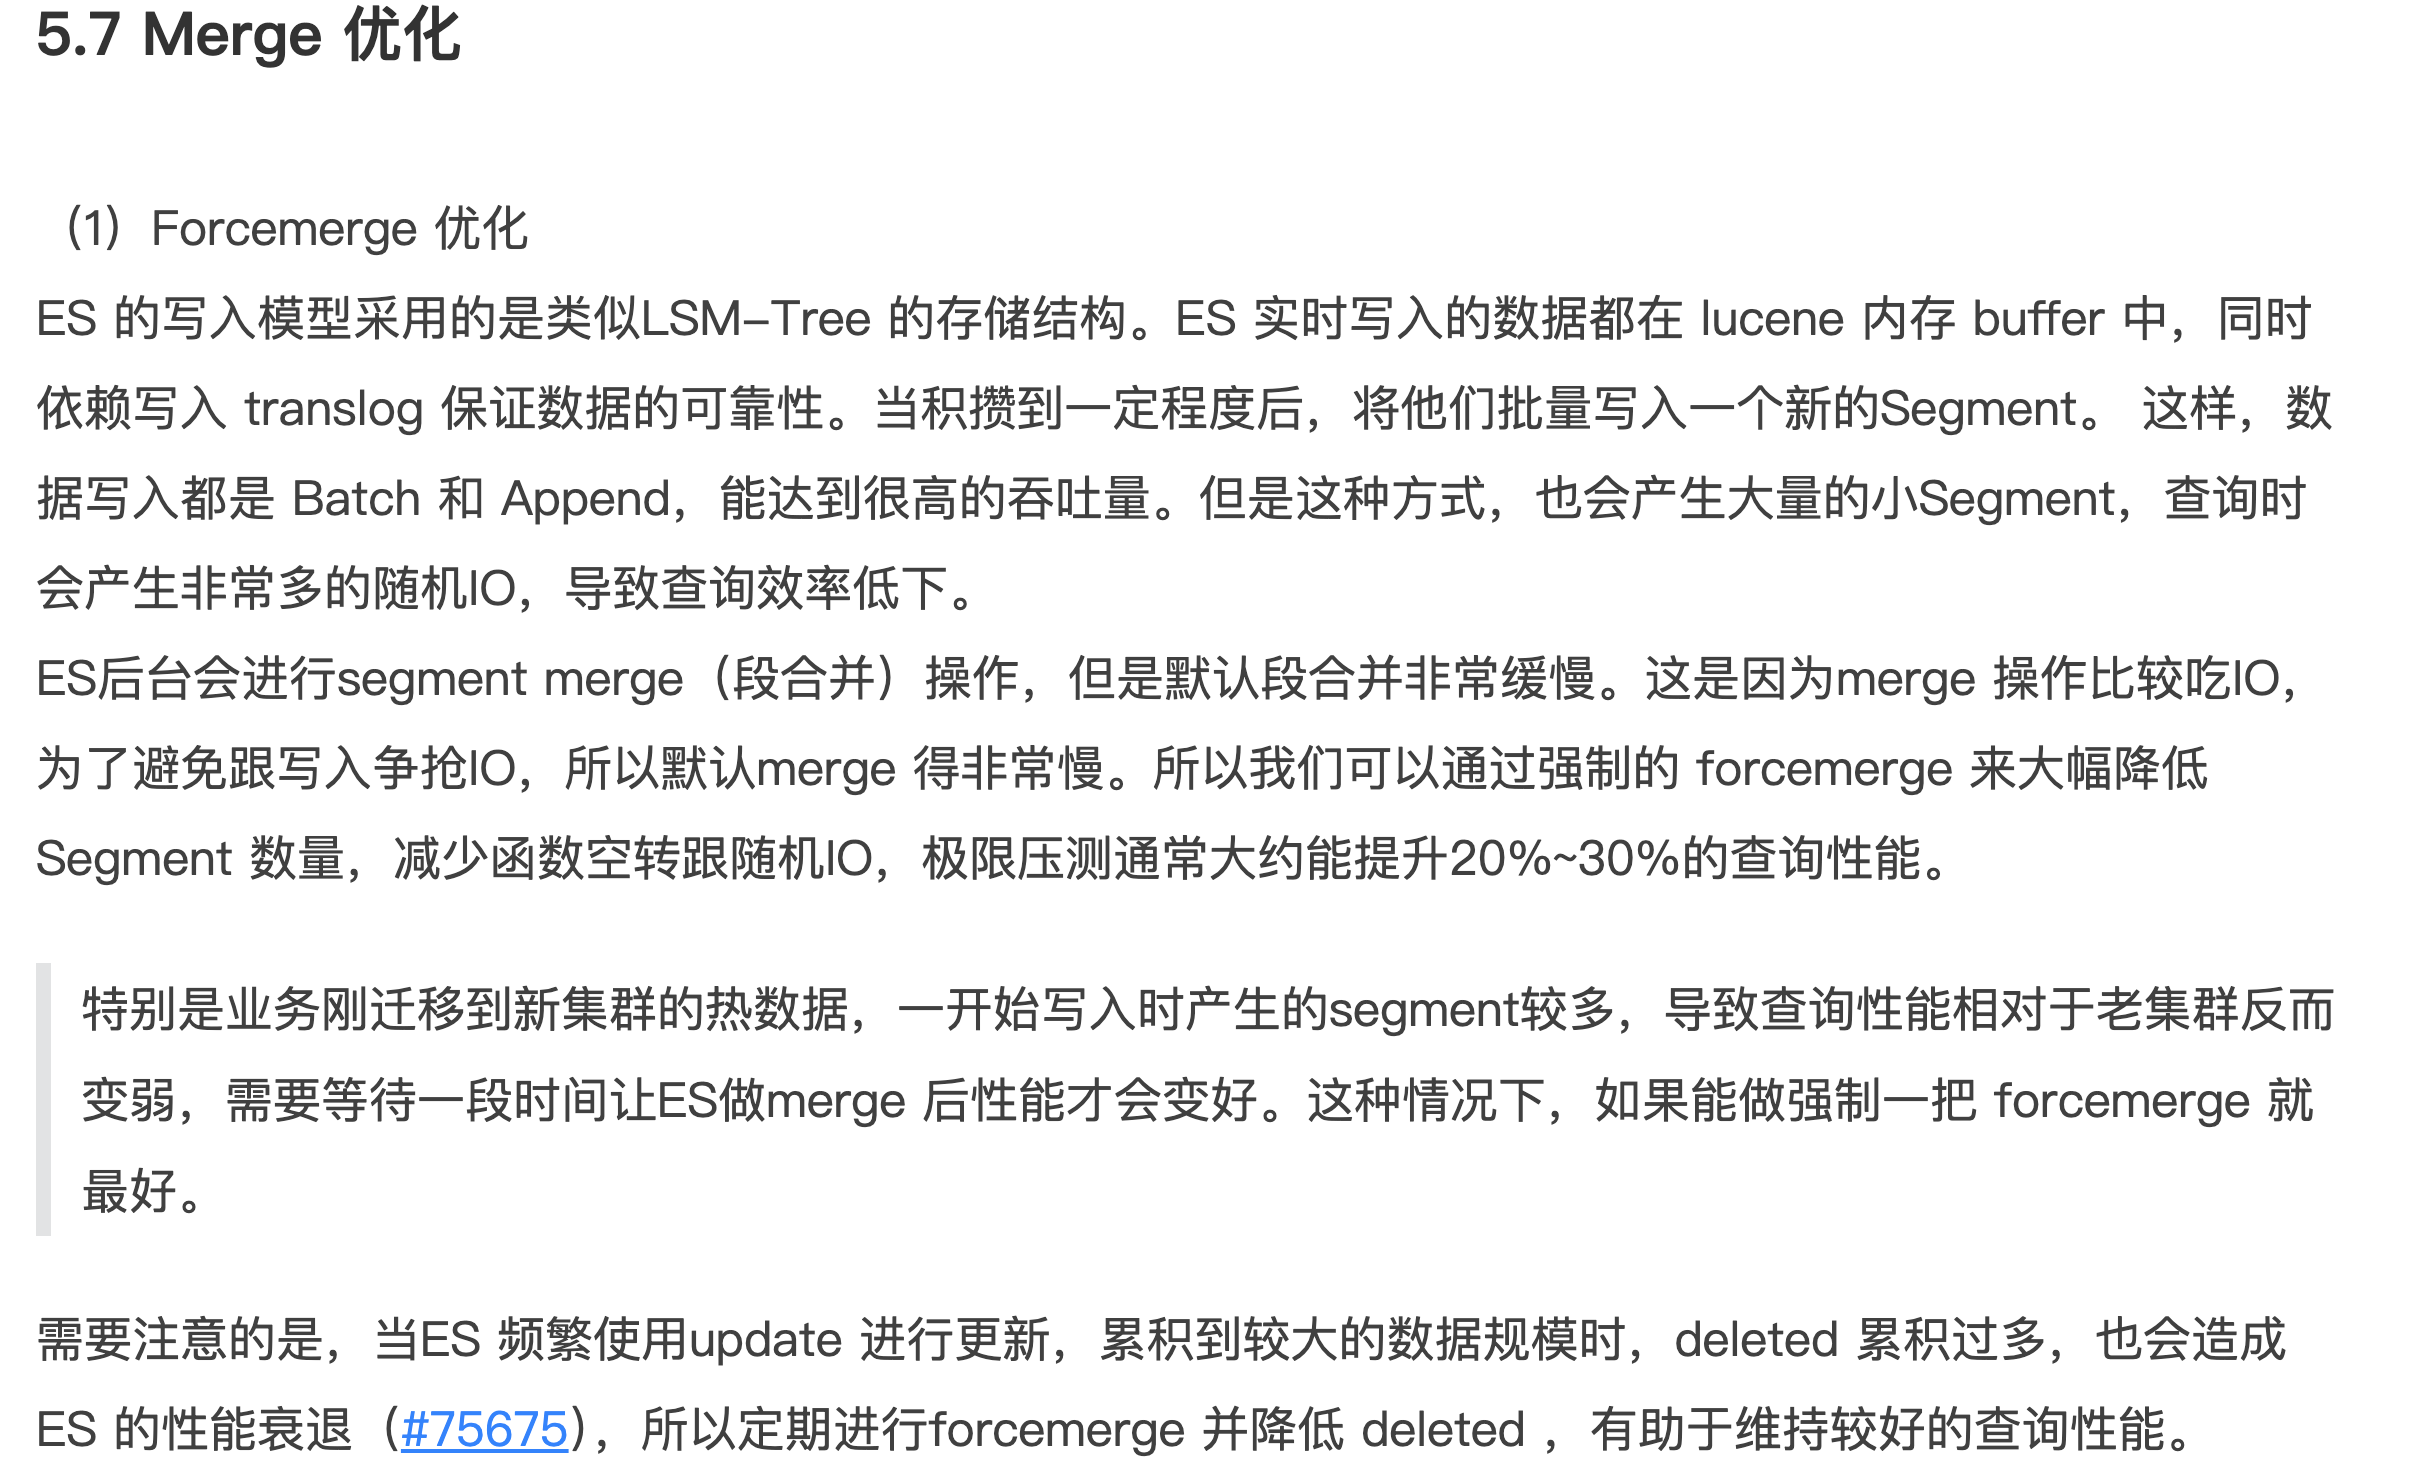 5.7 Merge 优化
（1）Forcemerge 优化
ES 的写入模型采用的是类似LSM-Tree 的存储结构。ES 实时写入的数据都在 lucene 内存 buffer 中，同时
依赖写入 translog 保证数据的可靠性。当积攒到一定程度后，将他们批量写入一个新的Segment。 这样，数
据写入都是 Batch 和 Append，能达到很高的吞吐量。但是这种方式，也会产生大量的小Segment，查询时
会产生非常多的随机IO，导致查询效率低下。
ES后台会进行segment merge（段合并）操作，但是默认段合并非常缓慢。这是因为merge 操作比较吃IO，
为了避免跟写入争抢IO，所以默认merge 得非常慢。所以我们可以通过强制的 forcemerge 来大幅降低
Segment 数量，减少函数空转跟随机IO，极限压测通常大约能提升20%~30%的查询性能。
特别是业务刚迁移到新集群的热数据，一开始写入时产生的segment较多，导致查询性能相对于老集群反而
变弱，需要等待一段时间让ES做merge 后性能才会变好。这种情况下，如果能做强制一把 forcemerge 就
最好。
需要注意的是，当ES 频繁使用update 进行更新，累积到较大的数据规模时，deleted 累积过多，也会造成
ES 的性能衰退（#75675），所以定期进行forcemerge 并降低 deleted ，有助于维持较好的查询性能。